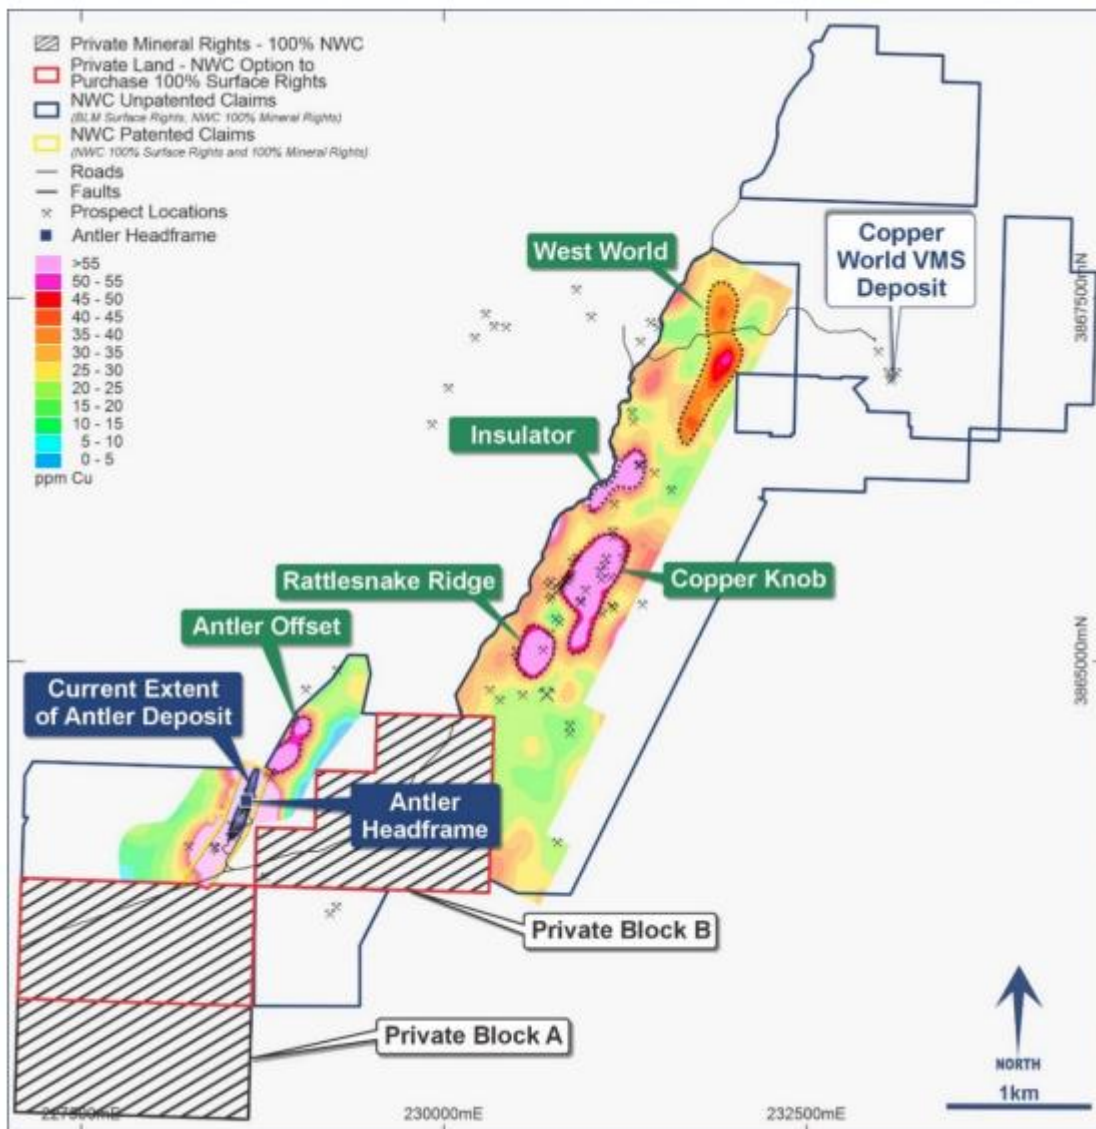 Private Mineral Rights - 100% NWC
Private Land - NWC Option to
Purchase 100% Surface Rights
NWC Unpatented Claims
(BLM Surface Rights, NWC 100% Mineral Rights)
NWC Patented Claims
(NWC 100% Surface Rights and 100% Mineral Rights)
Roads
Faults
Prospect Locations
Antler Headframe
>55
50 - 55
45 - 50
40 - 45
35 - 40
30 - 35
25 - 30
20 - 25
15 - 20
10 - 15
5 - 10
0 - 5
ppm Cu
West World
Copper
World VMS
Deposit
3867500mN
Insulator
Rattlesnake Ridge
Copper Knob
Antler Offset
3865000mN
Current Extent
of Antler Deposit
Antler
Headframe
Private Block B
Private Block A
NORTH
1km
227500mE
230000mE
232500mE